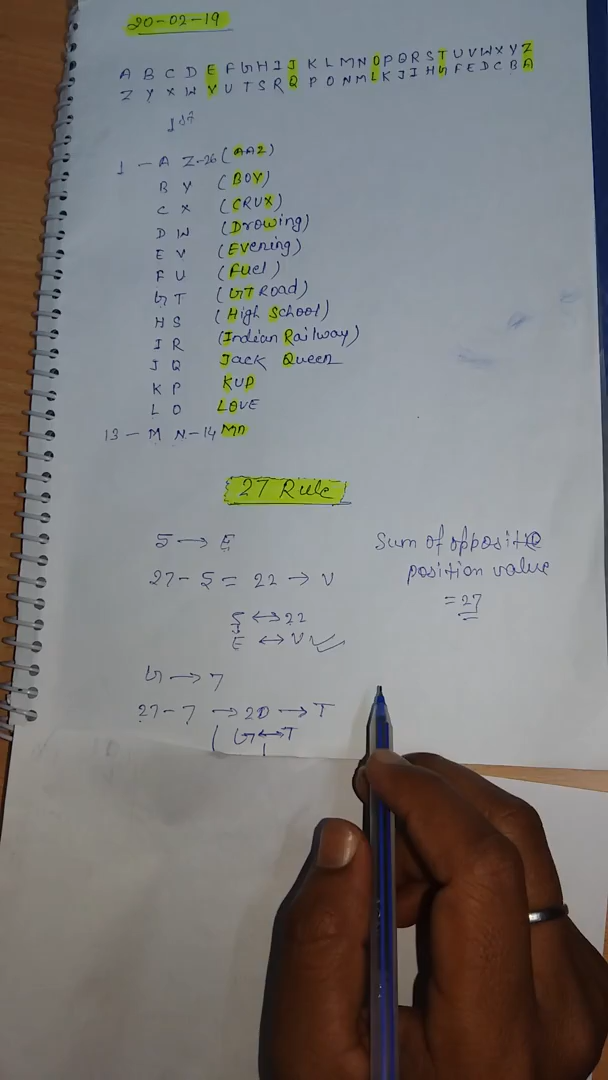 20-02-19
A B C D E F G H I J K L M N O P Q R S T U V W X Y Z
Z Y X W V U T S R Q P O N M L K J I H G F E D C B A
1 - A Z-26 (AAZ)
B Y (BOY)
C X (CRUX)
D W (Drowing)
E V (EVening)
F U (Fuel)
G T (GT Road)
H S (High School)
I R (Indian Railway)
J Q Jack Queen
K P KUP
L O LOVE
13 - M N-14 Mn
27 Rule
5 → E
27 - 5 = 22 → V
5 ↔ 22
E ↔ V ✓
G → 7
27 - 7 → 20 → T
( G ↔ T
Sum of opposite
position value
= 27